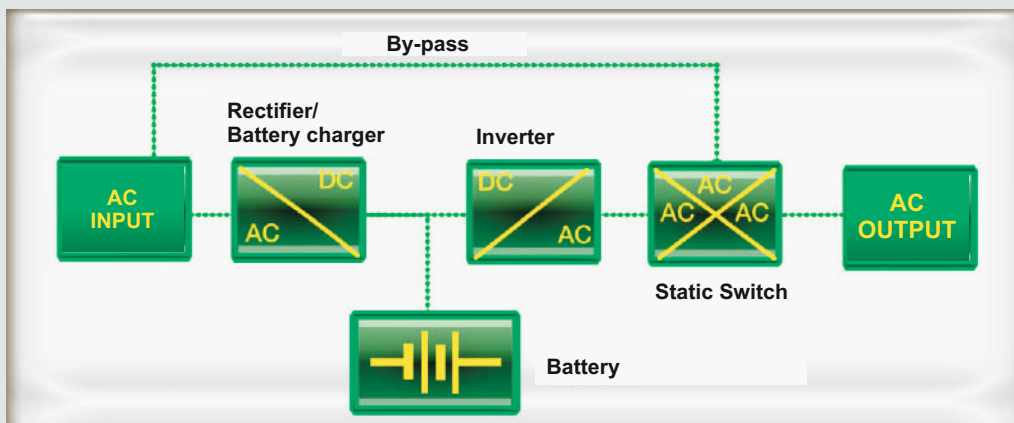 By-pass
Rectifier/
Battery charger
Inverter
AC
INPUT
DC
AC
DC
AC
AC
AC AC
AC
OUTPUT
Static Switch
Battery